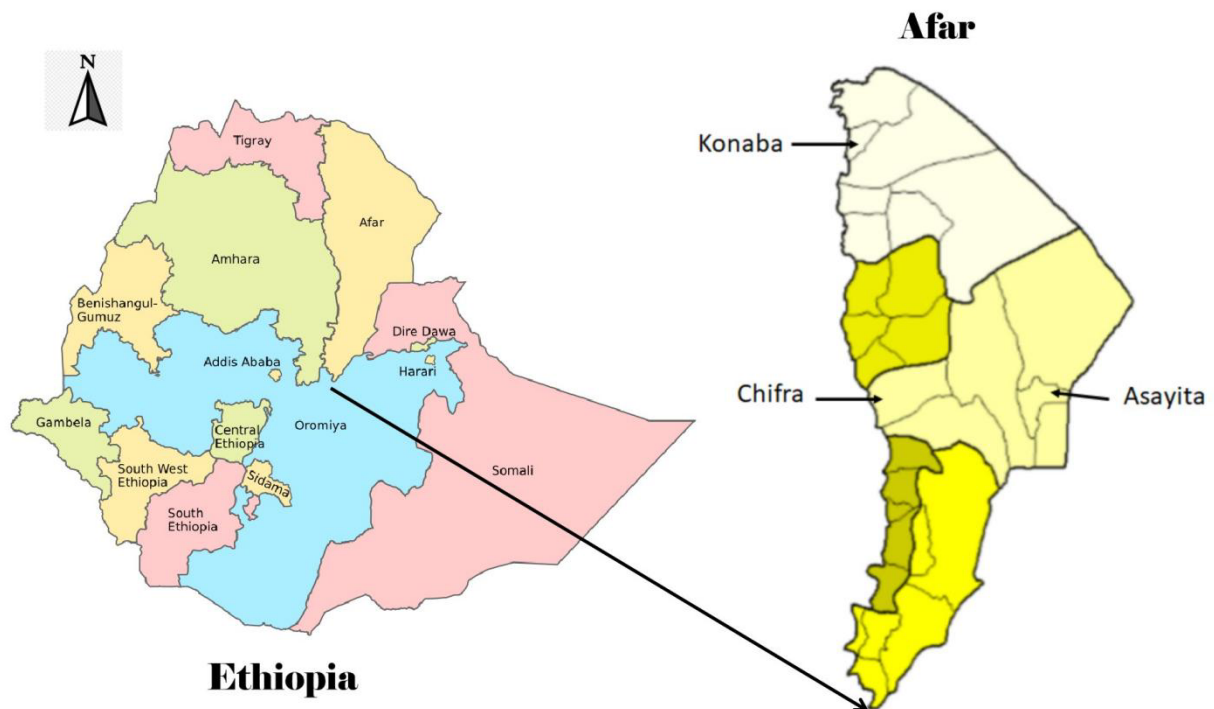 Afar
N
Tigray
Konaba
Afar
Amhara
Benishangul-
Gumuz
Dire Dawa
Addis Ababa
Harari
Chifra
Asayita
Gambela
Central
Ethiopia
Oromiya
South West
Ethiopia
Sidama
Somali
South
Ethiopia
Ethiopia